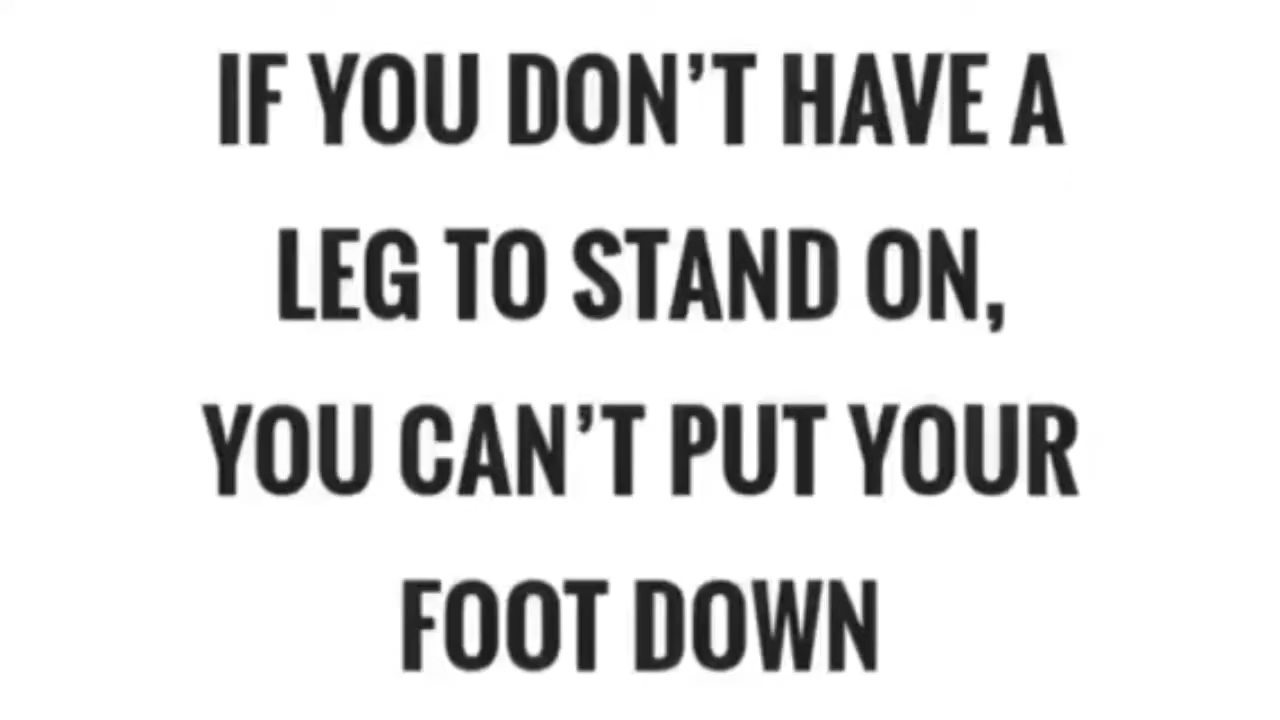 IF YOU DON’T HAVE A
LEG TO STAND ON,
YOU CAN’T PUT YOUR
FOOT DOWN